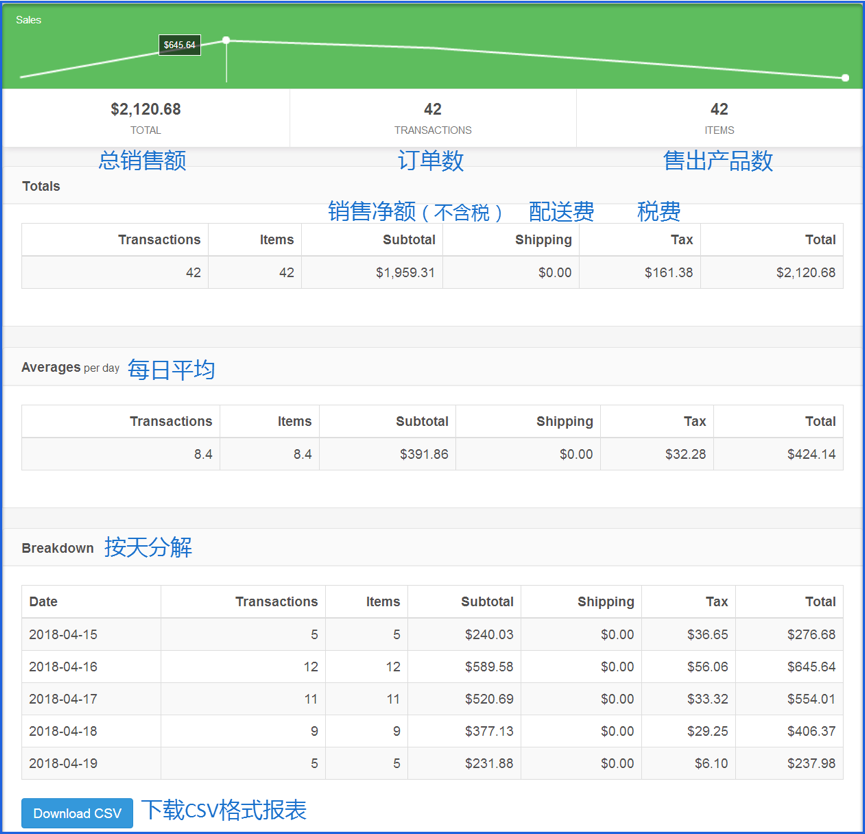 Sales
$645.64
$2,120.68 42 42
TOTAL TRANSACTIONS ITEMS
总销售额 订单数 售出产品数
Totals
销售净额（不含税） 配送费 税费
Transactions Items Subtotal Shipping Tax Total
42 42 $1,959.31 $0.00 $161.38 $2,120.68
Averages per day 每日平均
Transactions Items Subtotal Shipping Tax Total
8.4 8.4 $391.86 $0.00 $32.28 $424.14
Breakdown 按天分解
Date Transactions Items Subtotal Shipping Tax Total
2018-04-15 5 5 $240.03 $0.00 $36.65 $276.68
2018-04-16 12 12 $589.58 $0.00 $56.06 $645.64
2018-04-17 11 11 $520.69 $0.00 $33.32 $554.01
2018-04-18 9 9 $377.13 $0.00 $29.25 $406.37
2018-04-19 5 5 $231.88 $0.00 $6.10 $237.98
Download CSV 下载CSV格式报表